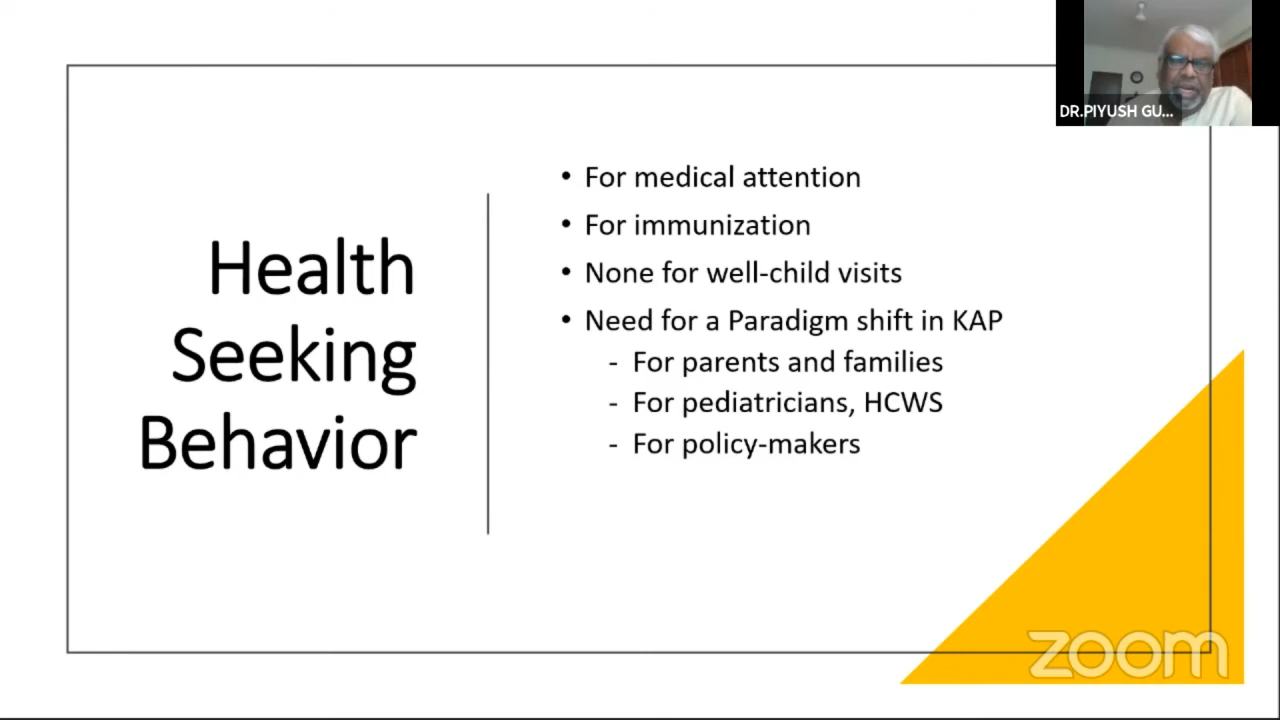 DR.PIYUSH GU...
Health
Seeking
Behavior
• For medical attention
• For immunization
• None for well-child visits
• Need for a Paradigm shift in KAP
- For parents and families
- For pediatricians, HCWS
- For policy-makers
zoom